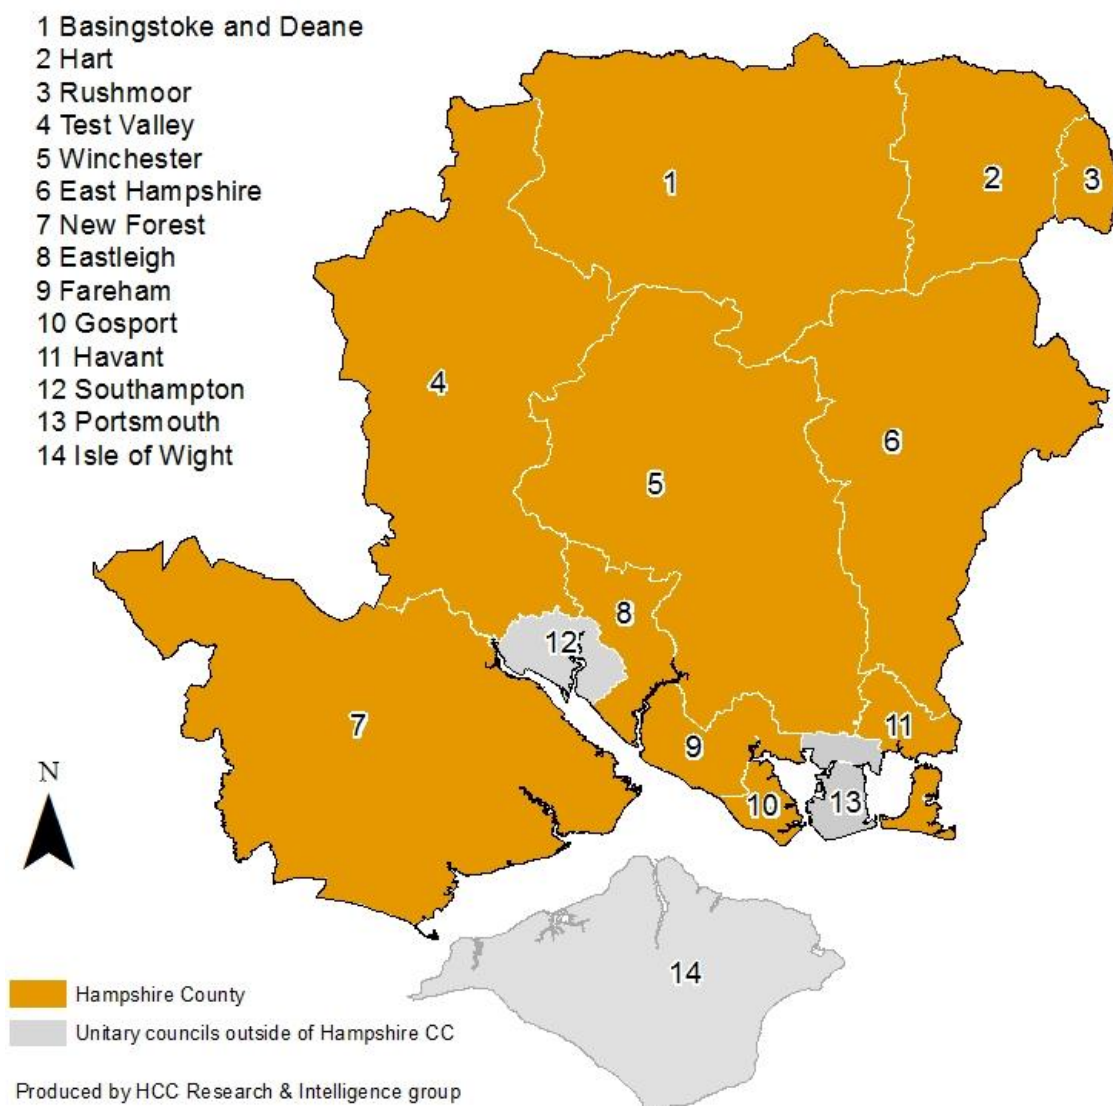 1 Basingstoke and Deane
2 Hart
3 Rushmoor
4 Test Valley
5 Winchester
6 East Hampshire
7 New Forest
8 Eastleigh
9 Fareham
10 Gosport
11 Havant
12 Southampton
13 Portsmouth
14 Isle of Wight
1
2
3
4
6
5
8
12
7
11
9
10
13
N
14
Hampshire County
Unitary councils outside of Hampshire CC
Produced by HCC Research & Intelligence group